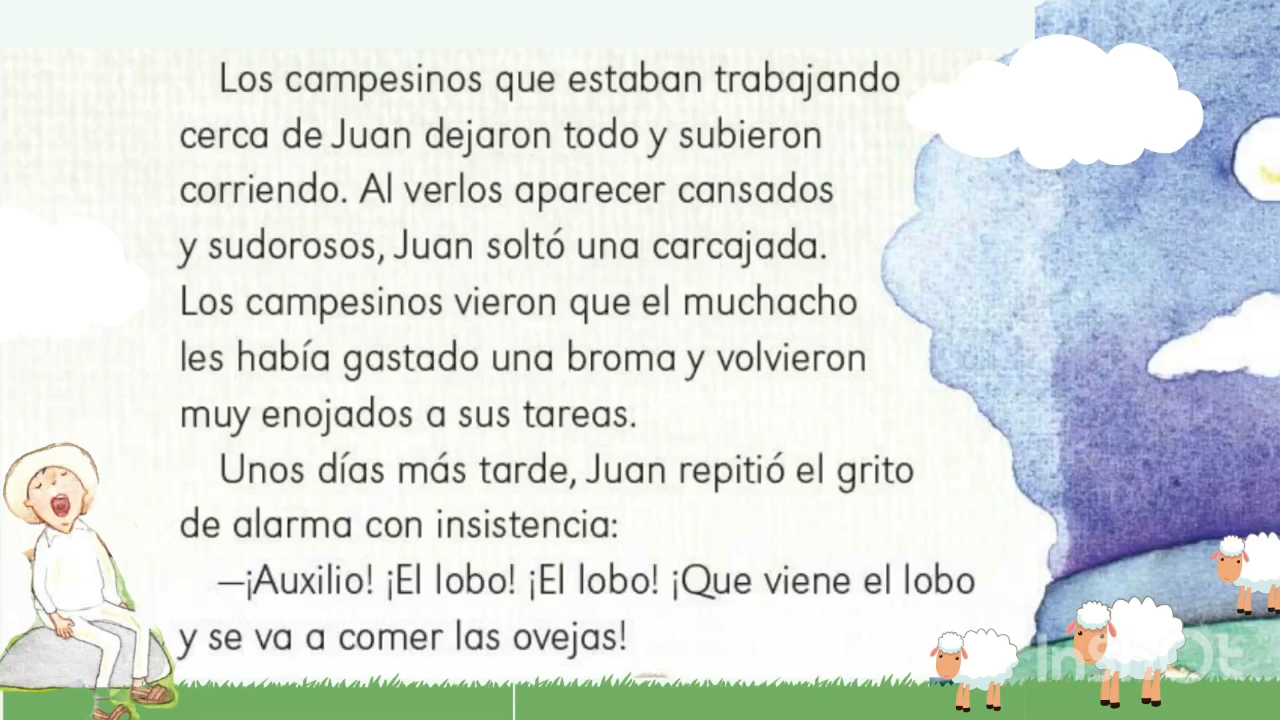 Los campesinos que estaban trabajando
cerca de Juan dejaron todo y subieron
corriendo. Al verlos aparecer cansados
y sudorosos, Juan soltó una carcajada.
Los campesinos vieron que el muchacho
les había gastado una broma y volvieron
muy enojados a sus tareas.
Unos días más tarde, Juan repitió el grito
de alarma con insistencia:
—¡Auxilio! ¡El lobo! ¡El lobo! ¡Que viene el lobo
y se va a comer las ovejas!
InShOt